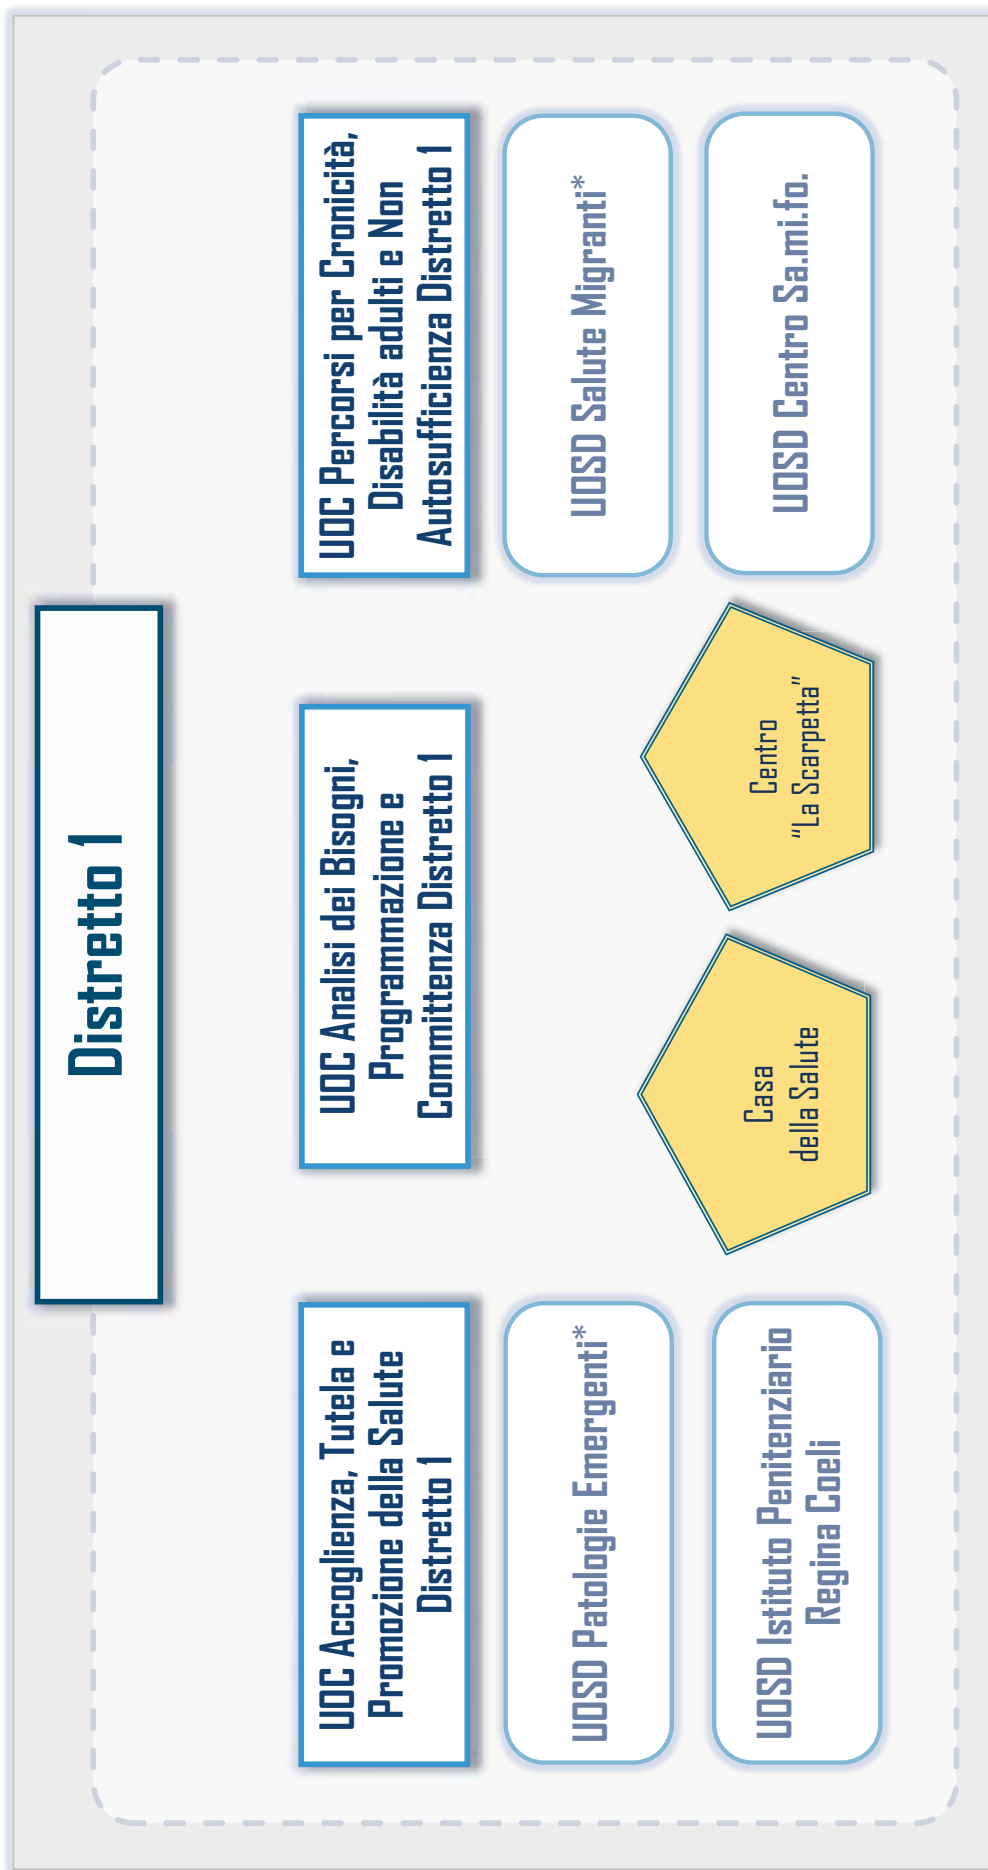 Distretto 1
UOC Accoglienza, Tutela e
Promozione della Salute
Distretto 1
UOC Analisi dei Bisogni,
Programmazione e
Committenza Distretto 1
UOC Percorsi per Cronicità,
Disabilità adulti e Non
Autosufficienza Distretto 1
UOSD Patologie Emergenti*
UOSD Salute Migranti*
UOSD Istituto Penitenziario
Regina Coeli
Casa
della Salute
Centro
"La Scarpetta"
UOSD Centro Sa.mi.fo.